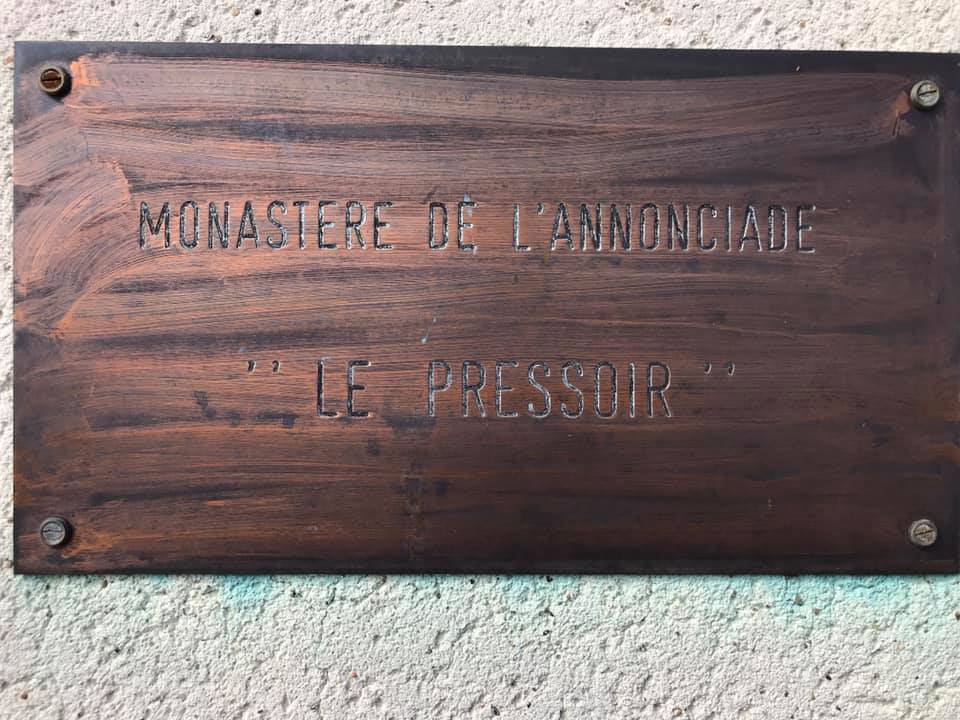 MONASTERE DE L'ANNONCIADE
'' LE PRESSOIR ''